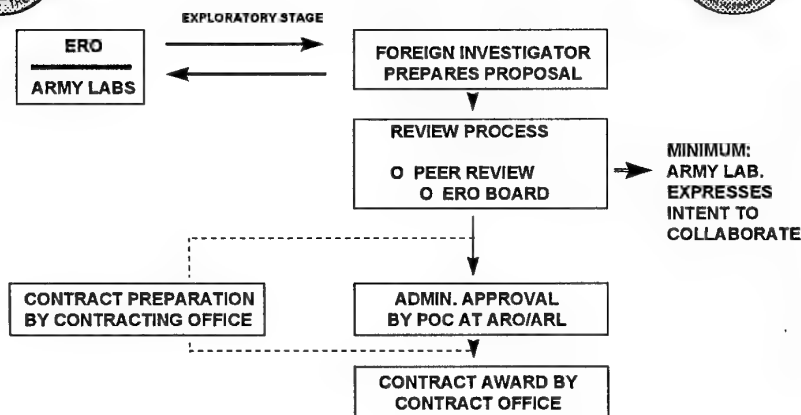 EXPLORATORY STAGE
ERO
ARMY LABS
FOREIGN INVESTIGATOR
PREPARES PROPOSAL
REVIEW PROCESS
O PEER REVIEW
O ERO BOARD
MINIMUM:
ARMY LAB.
EXPRESSES
INTENT TO
COLLABORATE
CONTRACT PREPARATION
BY CONTRACTING OFFICE
ADMIN. APPROVAL
BY POC AT ARO/ARL
CONTRACT AWARD BY
CONTRACT OFFICE